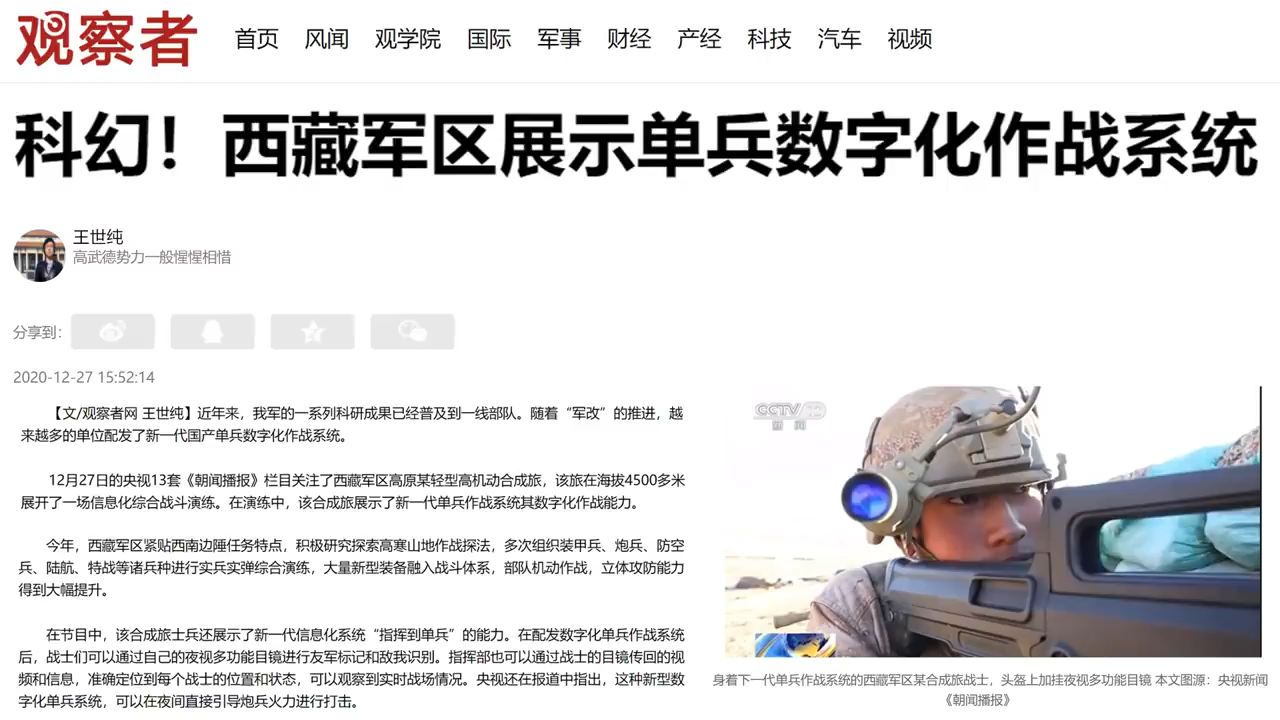 观察者 首页 风闻 观学院 国际 军事 财经 产经 科技 汽车 视频
科幻！西藏军区展示单兵数字化作战系统
王世纯
高武德势力一般惺惺相惜
分享到：
2020-12-27 15:52:14
【文/观察者网 王世纯】近年来，我军的一系列科研成果已经普及到一线部队。随着“军改”的推进，越
来越多的单位配发了新一代国产单兵数字化作战系统。
12月27日的央视13套《朝闻播报》栏目关注了西藏军区高原某轻型高机动合成旅，该旅在海拔4500多米
展开了一场信息化综合战斗演练。在演练中，该合成旅展示了新一代单兵作战系统其数字化作战能力。
今年，西藏军区紧贴西南边陲任务特点，积极研究探索高寒山地作战探法，多次组织装甲兵、炮兵、防空
兵、陆航、特战等诸兵种进行实兵实弹综合演练，大量新型装备融入战斗体系，部队机动作战，立体攻防能力
得到大幅提升。
在节目中，该合成旅士兵还展示了新一代信息化系统“指挥到单兵”的能力。在配发数字化单兵作战系统
后，战士们可以通过自己的夜视多功能目镜进行友军标记和敌我识别。指挥部也可以通过战士的目镜传回的视
频和信息，准确定位到每个战士的位置和状态，可以观察到实时战场情况。央视还在报道中指出，这种新型数
字化单兵系统，可以在夜间直接引导炮兵火力进行打击。
CCTV 13
新闻
身着下一代单兵作战系统的西藏军区某合成旅战士，头盔上加挂夜视多功能目镜 本文图源：央视新闻
《朝闻播报》